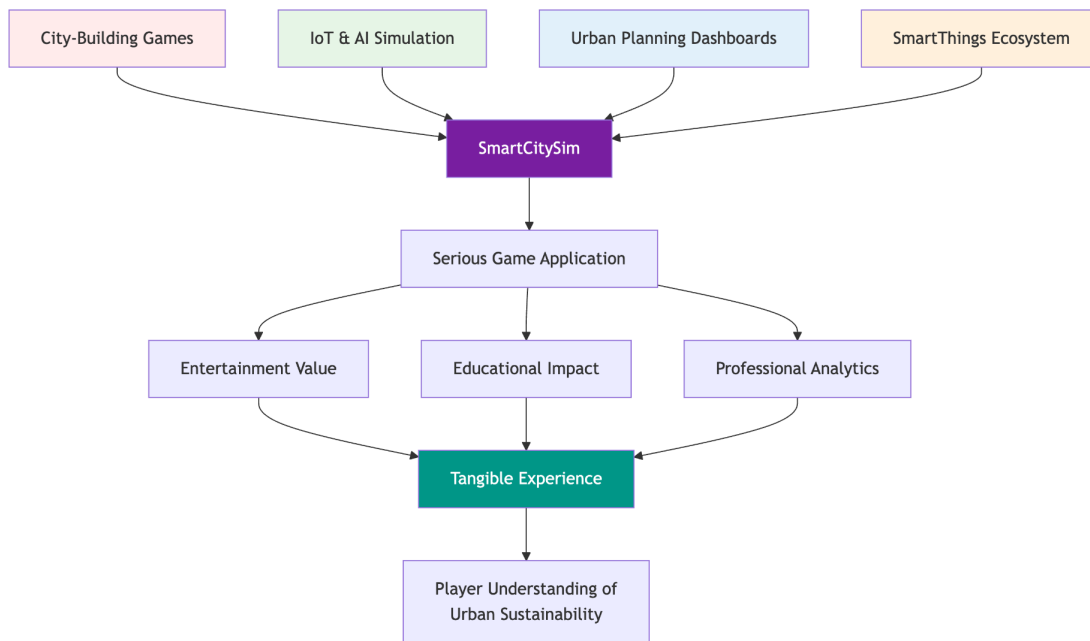 City-Building Games
IoT & AI Simulation
Urban Planning Dashboards
SmartThings Ecosystem
SmartCitySim
Serious Game Application
Entertainment Value
Educational Impact
Professional Analytics
Tangible Experience
Player Understanding of
Urban Sustainability